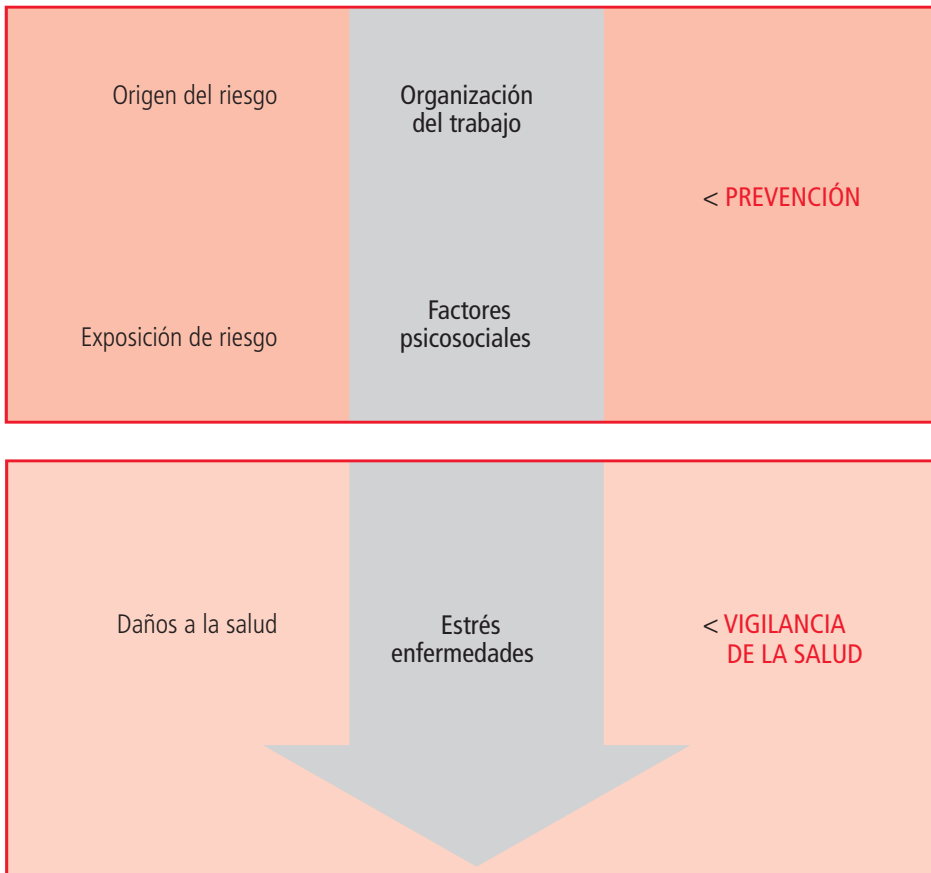 Origen del riesgo
Organización
del trabajo
< PREVENCIÓN
Exposición de riesgo
Factores
psicosociales
Daños a la salud
Estrés
enfermedades
< VIGILANCIA
DE LA SALUD